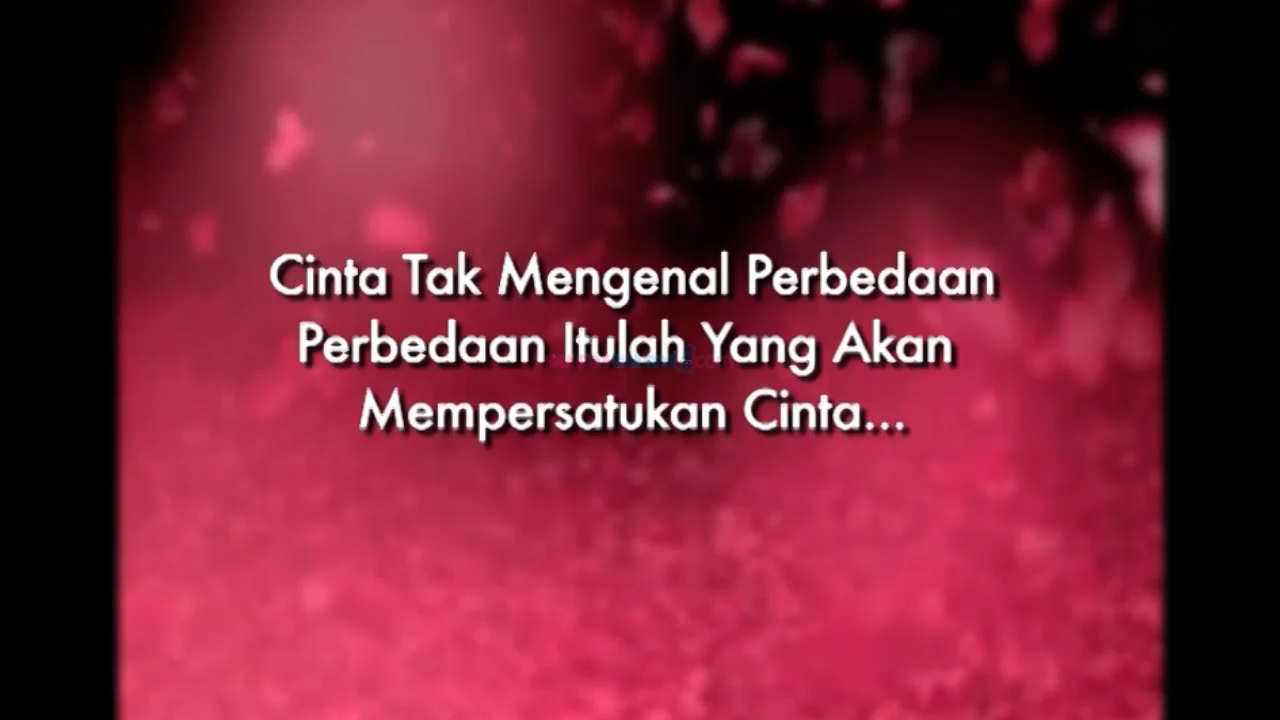 Cinta Tak Mengenal Perbedaan
Perbedaan Itulah Yang Akan
Mempersatukan Cinta...